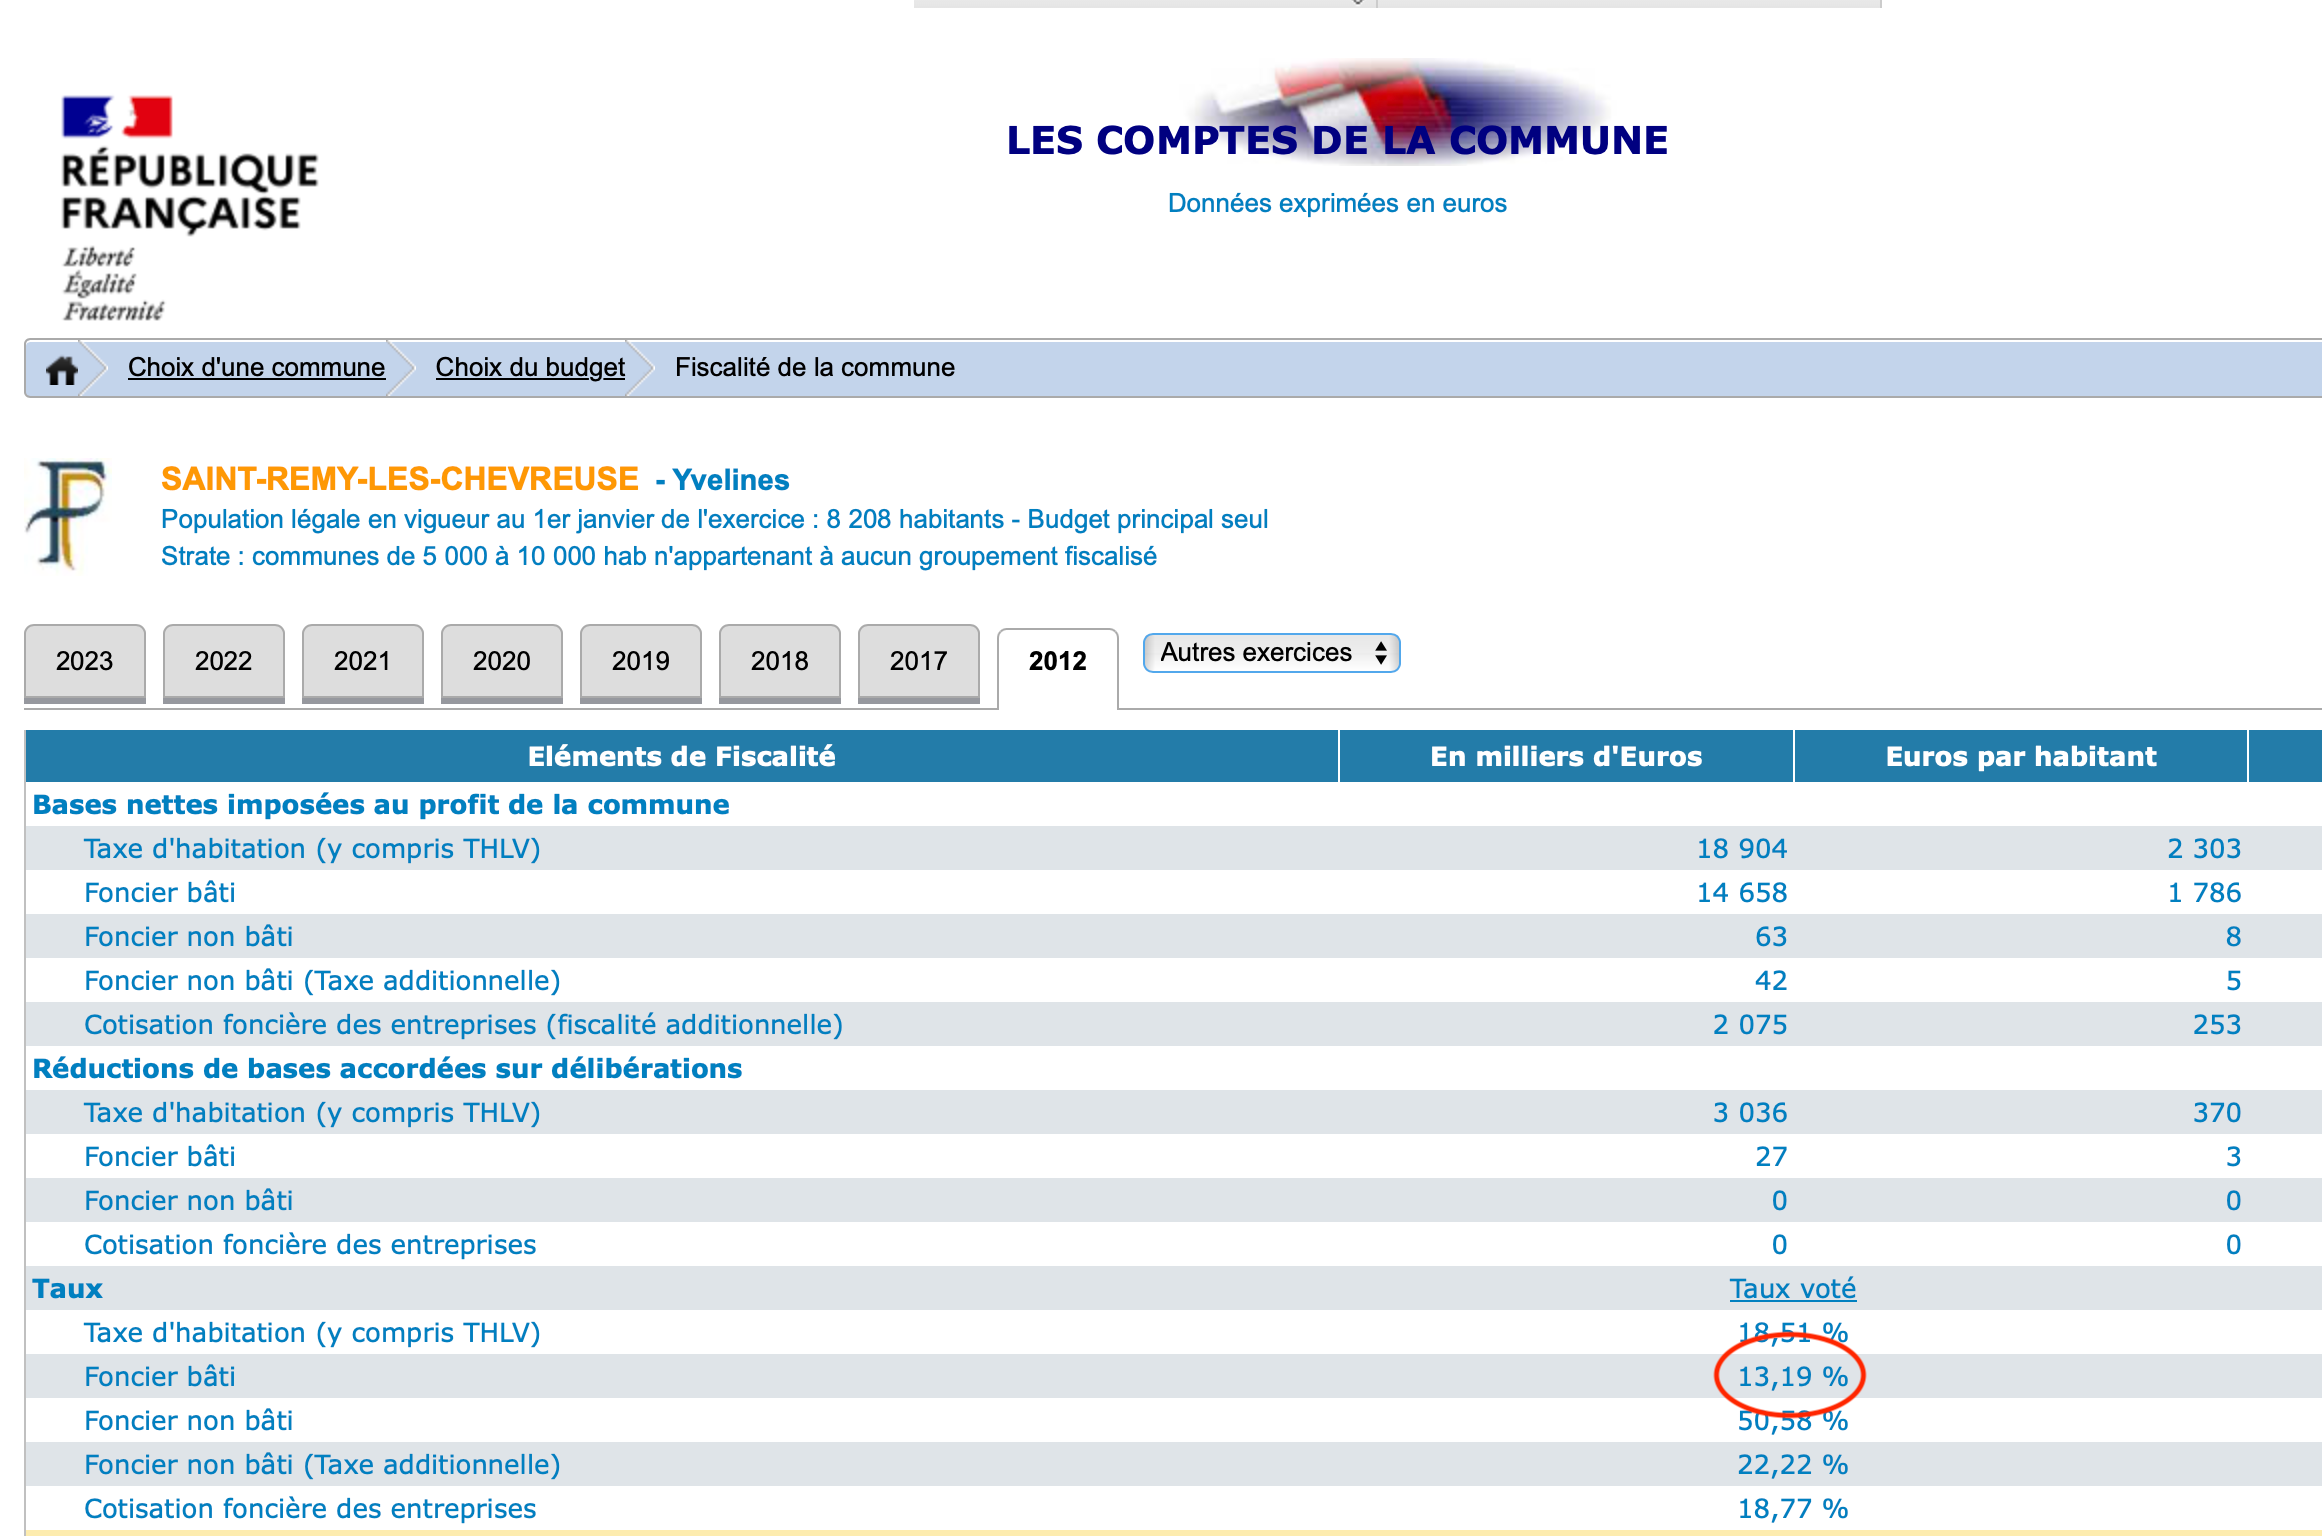 LES COMPTES DE LA COMMUNE
Données exprimées en euros
RÉPUBLIQUE
FRANÇAISE
Liberté
Égalité
Fraternité
Choix d'une commune Choix du budget Fiscalité de la commune
SAINT-REMY-LES-CHEVREUSE - Yvelines
Population légale en vigueur au 1er janvier de l'exercice : 8 208 habitants - Budget principal seul
Strate : communes de 5 000 à 10 000 hab n'appartenant à aucun groupement fiscalisé
2023 2022 2021 2020 2019 2018 2017 2012 Autres exercices
Eléments de Fiscalité En milliers d'Euros Euros par habitant
Bases nettes imposées au profit de la commune
Taxe d'habitation (y compris THLV) 18 904 2 303
Foncier bâti 14 658 1 786
Foncier non bâti 63 8
Foncier non bâti (Taxe additionnelle) 42 5
Cotisation foncière des entreprises (fiscalité additionnelle) 2 075 253
Réductions de bases accordées sur délibérations
Taxe d'habitation (y compris THLV) 3 036 370
Foncier bâti 27 3
Foncier non bâti 0 0
Cotisation foncière des entreprises 0 0
Taux Taux voté
Taxe d'habitation (y compris THLV) 18,51 %
Foncier bâti 13,19 %
Foncier non bâti 50,58 %
Foncier non bâti (Taxe additionnelle) 22,22 %
Cotisation foncière des entreprises 18,77 %